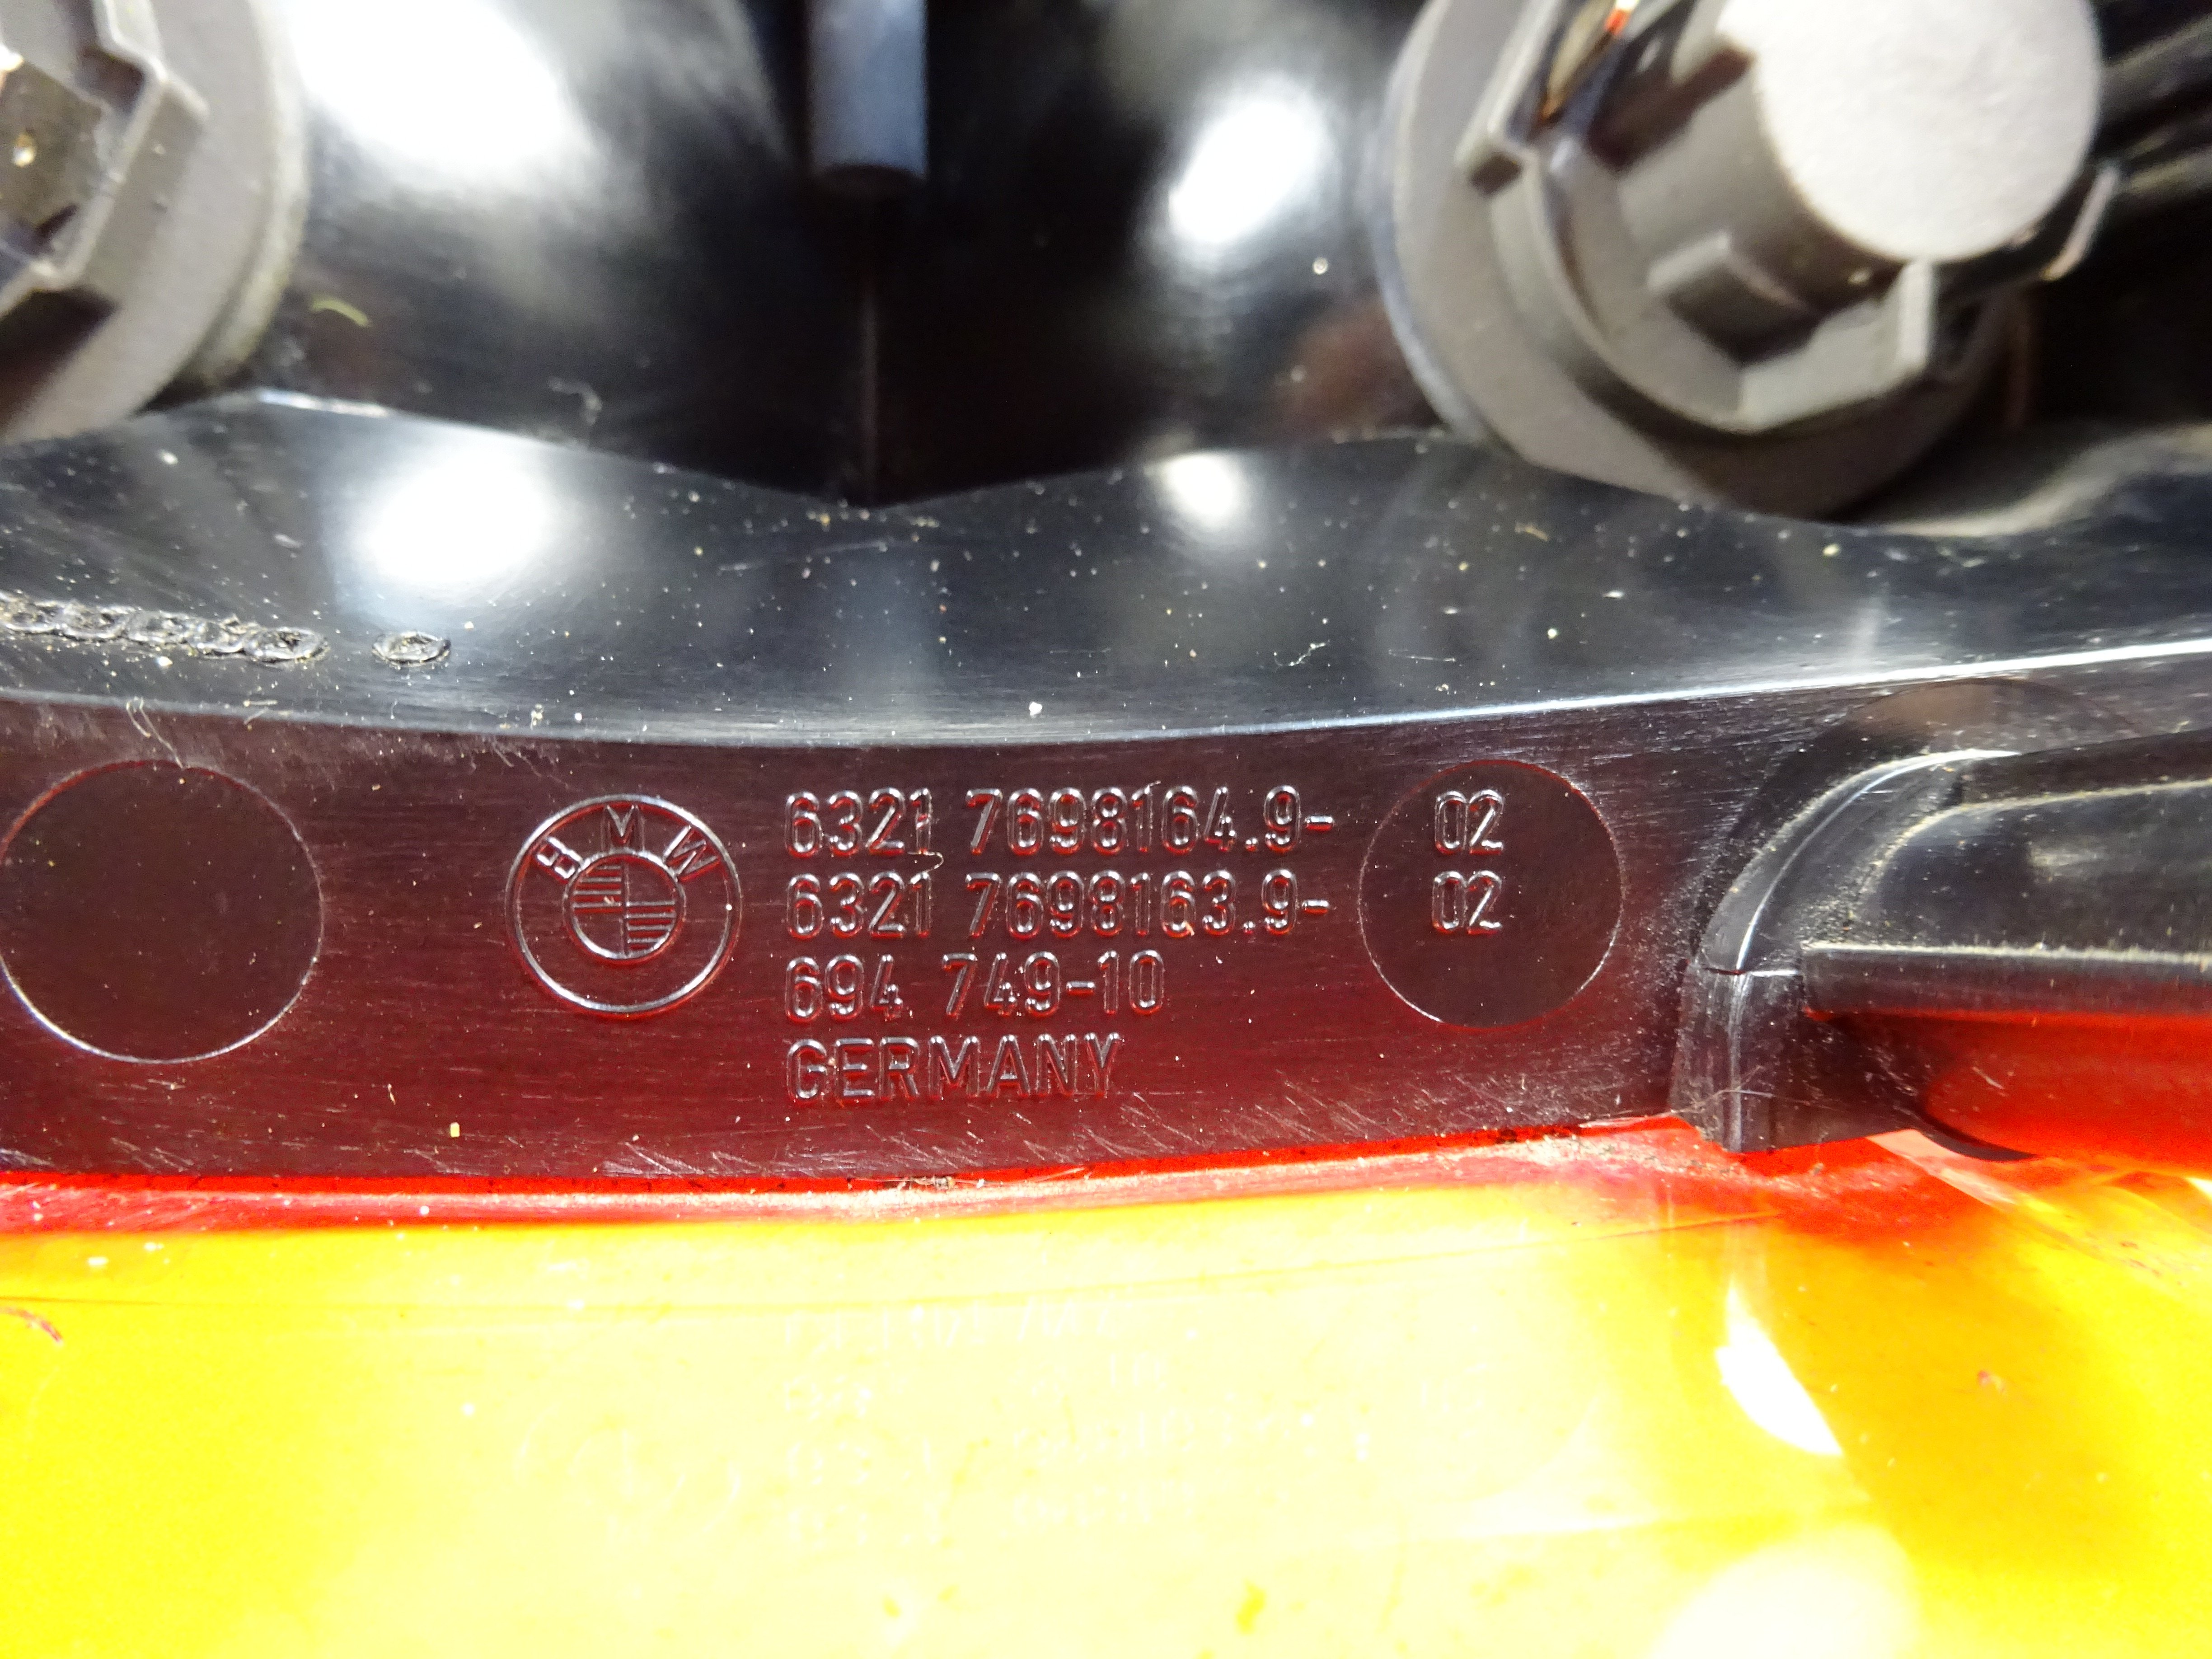 BMW
6321 7698164.9- 02
6321 7698163.9- 02
694 749-10
GERMANY